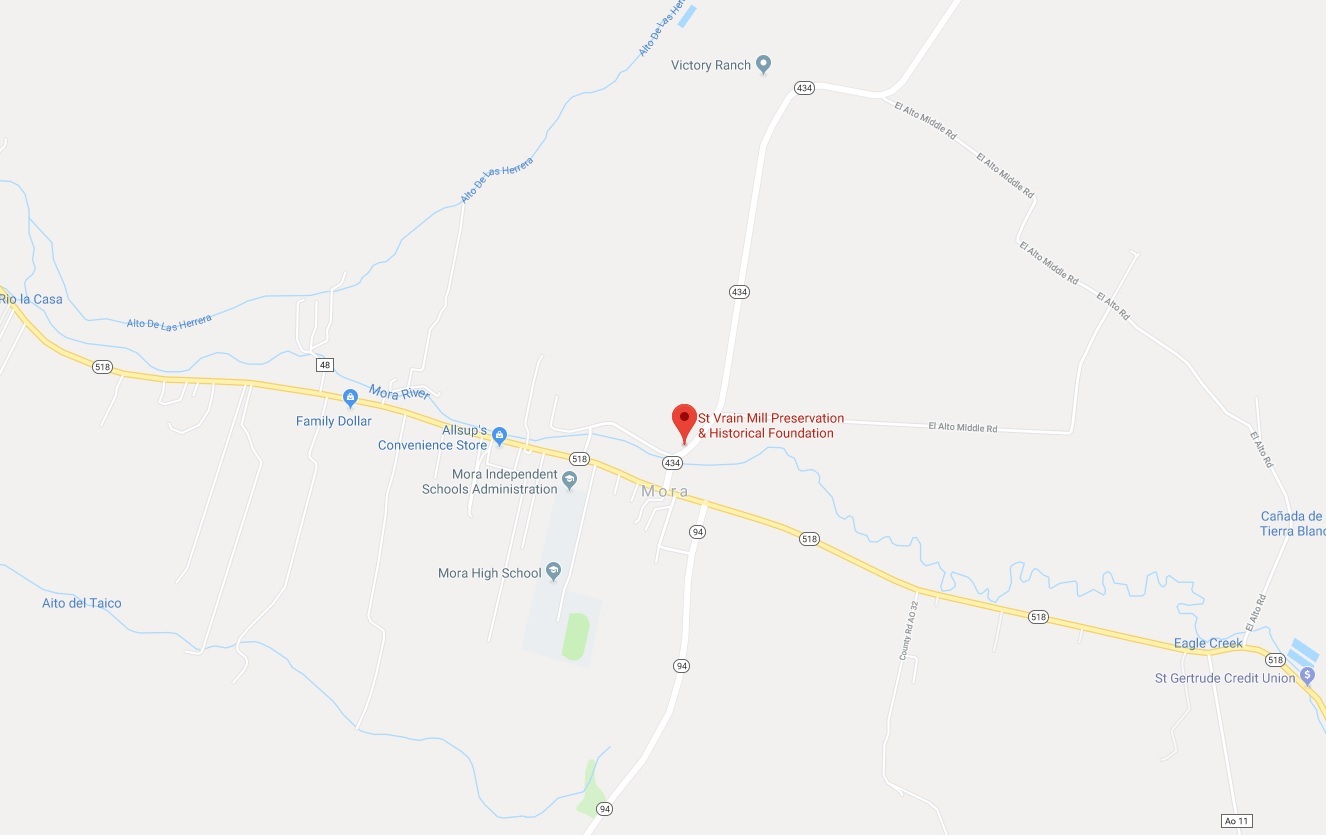 Alto De Las Herre
Victory Ranch
434
El Alto Middle Rd
Alto De Las Herrera
El Alto Middle Rd
El Alto Middle Rd
Rio la Casa
434
El Alto Rd
Alto De Las Herrera
518
48
Mora River
Family Dollar
St Vrain Mill Preservation
& Historical Foundation
El Alto Middle Rd
Allsup's
Convenience Store
518
434
El Alto Rd
Mora Independent
Schools Administration
Mora
94
518
Cañada de
Tierra Blanc
Mora High School
Aito del Taico
County Rd AO 32
518
El Alto Rd
Eagle Creek
518
94
St Gertrude Credit Union
94
Ao 11